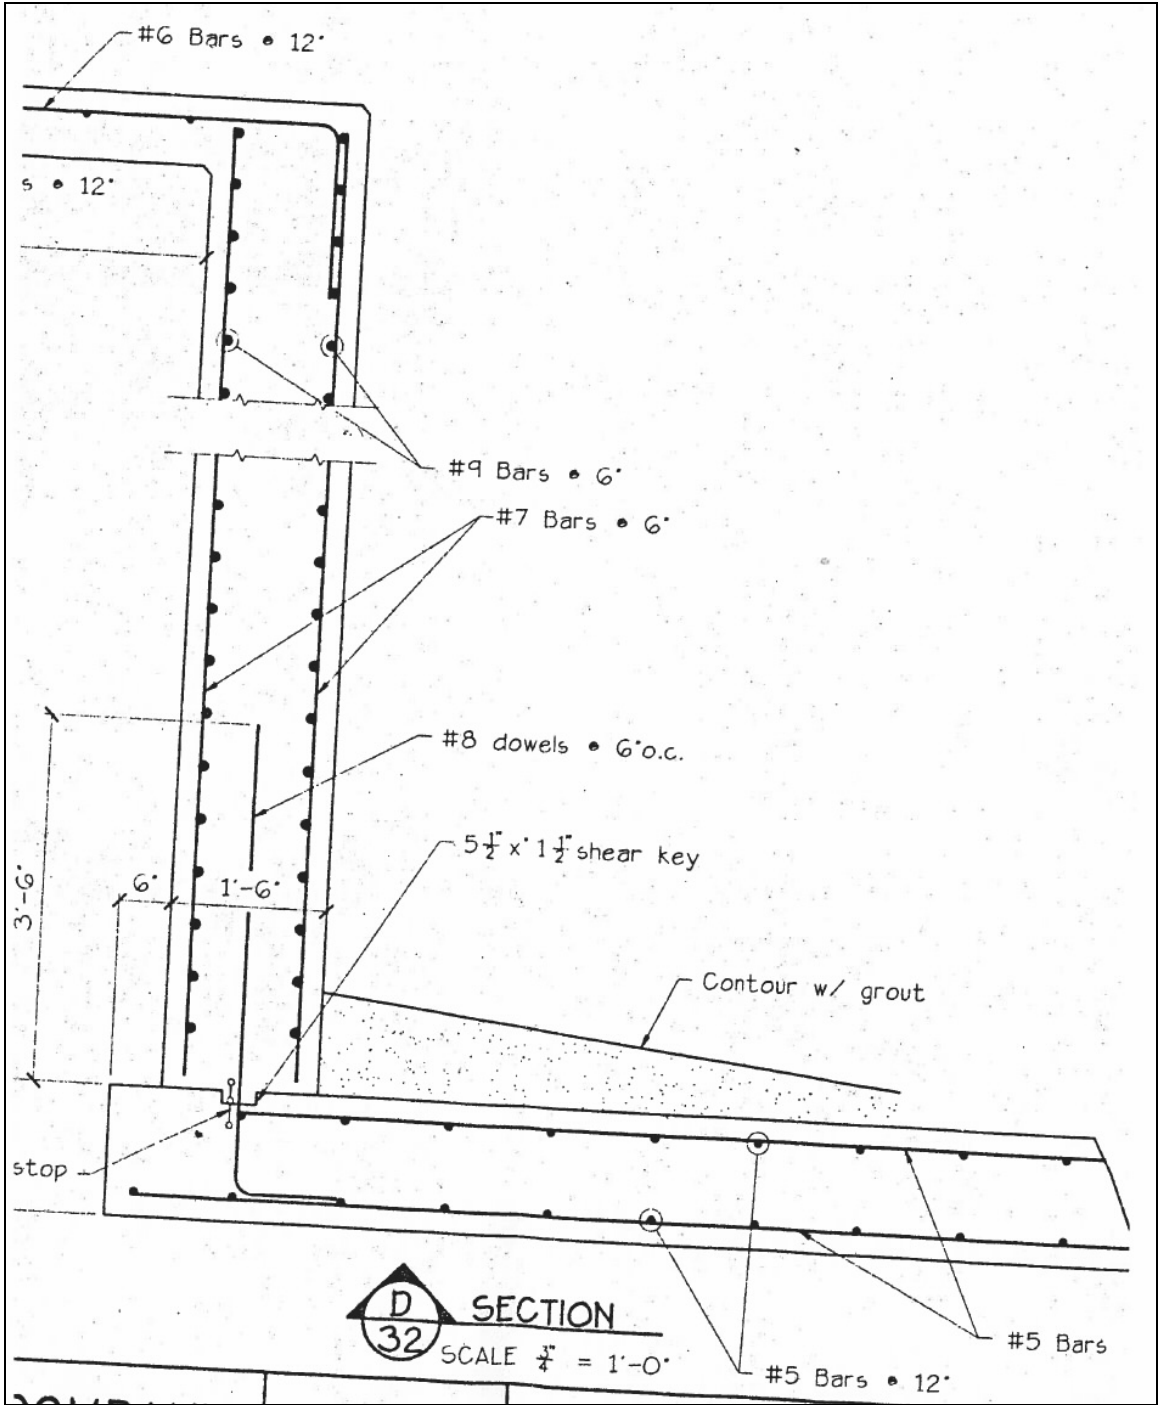 #6 Bars • 12"
s • 12"
#9 Bars • 6"
#7 Bars • 6"
#8 dowels • 6"o.c.
5 1/2" x 1 1/2" shear key
3'-6"
6"
1'-6"
Contour w/ grout
stop
D
32
SECTION
SCALE 3/4" = 1'-0"
#5 Bars
#5 Bars • 12"